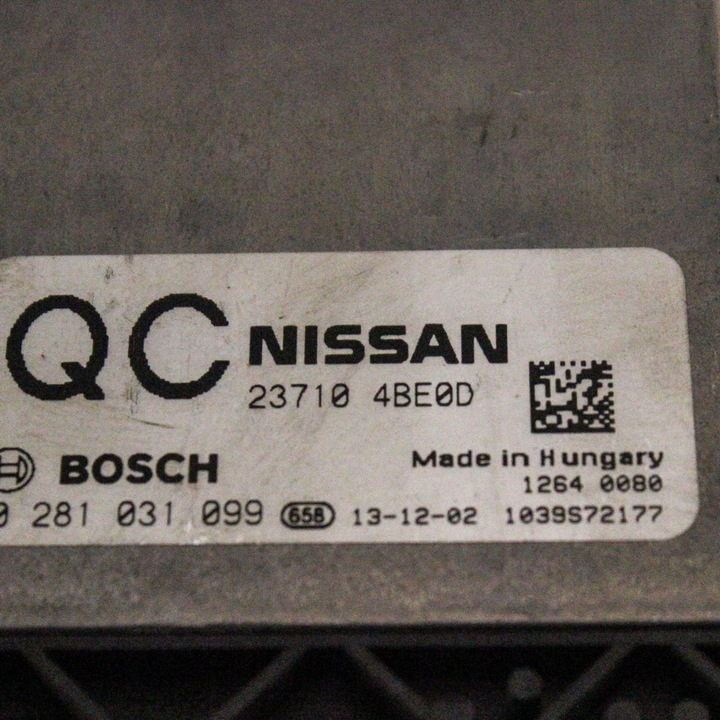 QC NISSAN
23710 4BE0D
BOSCH Made in Hungary
1264 0080
0 281 031 099 658 13-12-02 1039S72177